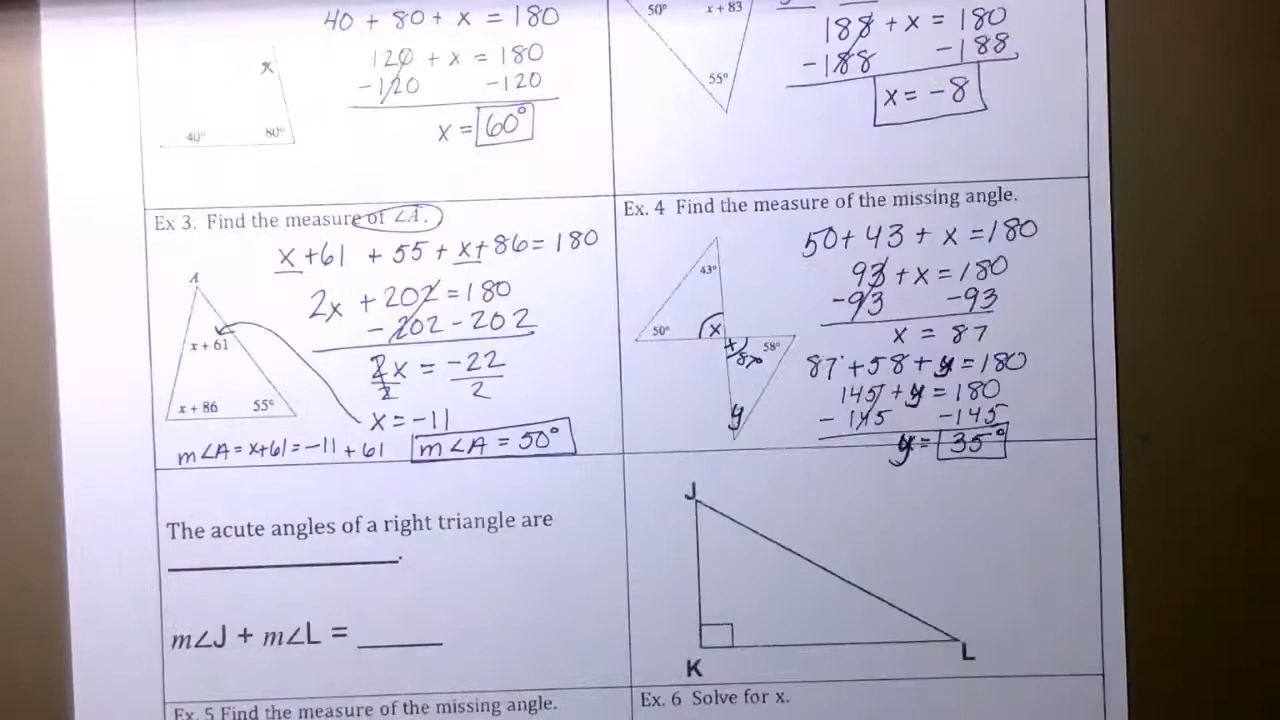 40 + 80 + x = 180
120 + x = 180
-120 -120
x = 60°
x
40° 80°
50° x + 83
55°
188 + x = 180
-188 -188
x = -8
Ex 3. Find the measure of ∠A.
x+61 + 55 + x+86 = 180
2x + 202 = 180
- 202 - 202
2x = -22
2 2
x = -11
A
x + 61
x + 86 55°
m∠A = x+61 = -11 + 61 m∠A = 50°
Ex. 4 Find the measure of the missing angle.
50 + 43 + x = 180
93 + x = 180
-93 -93
x = 87
87 + 58 + y = 180
145 + y = 180
- 145 -145
y = 35°
43°
50° x
x 58°
87
y
The acute angles of a right triangle are
____________.
m∠J + m∠L = ______
J
K L
Ex. 5 Find the measure of the missing angle.
Ex. 6 Solve for x.